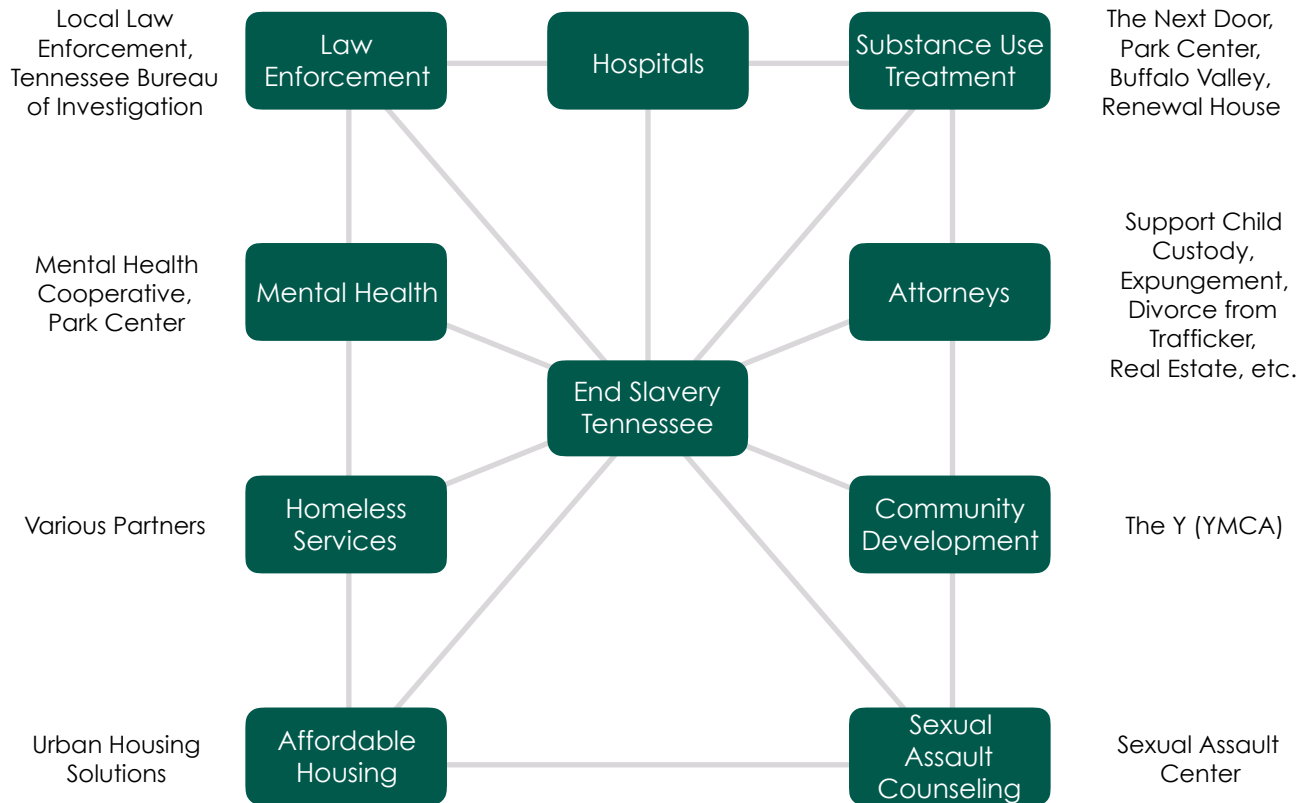 Local Law
Enforcement,
Tennessee Bureau
of Investigation
Law
Enforcement
Hospitals
Substance Use
Treatment
The Next Door,
Park Center,
Buffalo Valley,
Renewal House
Mental Health
Cooperative,
Park Center
Mental Health
Attorneys
Support Child
Custody,
Expungement,
Divorce from
Trafficker,
Real Estate, etc.
End Slavery
Tennessee
Various Partners
Homeless
Services
Community
Development
The Y (YMCA)
Urban Housing
Solutions
Affordable
Housing
Sexual
Assault
Counseling
Sexual Assault
Center